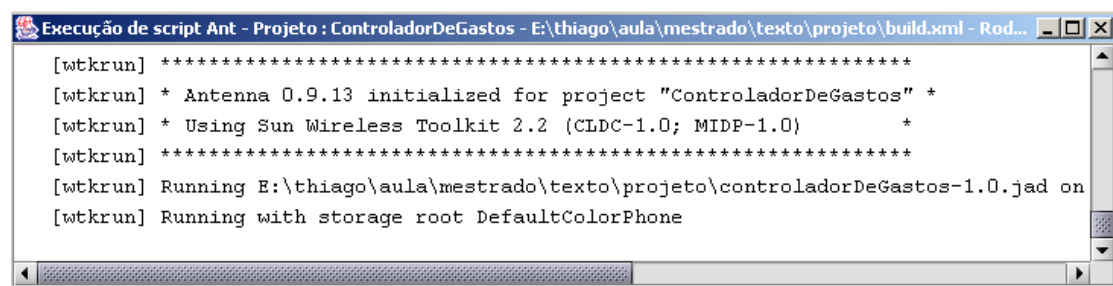 Execução de script Ant - Projeto : ControladorDeGastos - E:\thiago\aula\mestrado\texto\projeto\build.xml - Rod...
[wtkrun] **************************************************************
[wtkrun] * Antenna 0.9.13 initialized for project "ControladorDeGastos" *
[wtkrun] * Using Sun Wireless Toolkit 2.2 (CLDC-1.0; MIDP-1.0)         *
[wtkrun] **************************************************************
[wtkrun] Running E:\thiago\aula\mestrado\texto\projeto\controladorDeGastos-1.0.jad on
[wtkrun] Running with storage root DefaultColorPhone